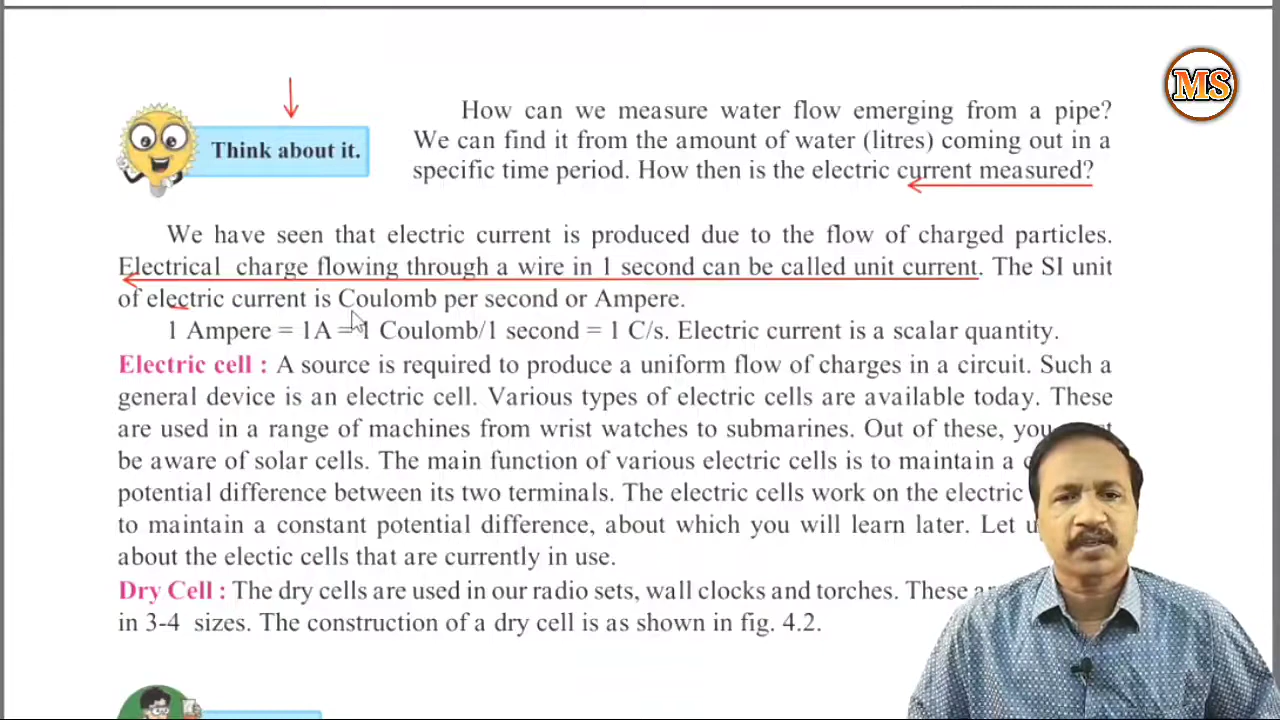 MS
How can we measure water flow emerging from a pipe?
Think about it.
We can find it from the amount of water (litres) coming out in a
specific time period. How then is the electric current measured?
We have seen that electric current is produced due to the flow of charged particles.
Electrical charge flowing through a wire in 1 second can be called unit current. The SI unit
of electric current is Coulomb per second or Ampere.
1 Ampere = 1A = 1 Coulomb/1 second = 1 C/s. Electric current is a scalar quantity.
Electric cell : A source is required to produce a uniform flow of charges in a circuit. Such a
general device is an electric cell. Various types of electric cells are available today. These
are used in a range of machines from wrist watches to submarines. Out of these, you
be aware of solar cells. The main function of various electric cells is to maintain a
potential difference between its two terminals. The electric cells work on the electric
to maintain a constant potential difference, about which you will learn later. Let
about the electic cells that are currently in use.
Dry Cell : The dry cells are used in our radio sets, wall clocks and torches. These
in 3-4 sizes. The construction of a dry cell is as shown in fig. 4.2.